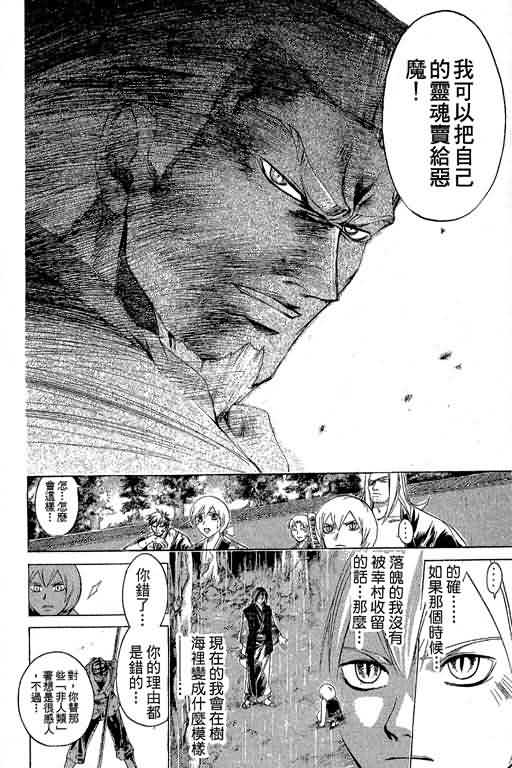 我可以把自己
的靈魂賣給惡
魔！
怎…怎麼
會這樣…
…
…
的確……
如果那個時候…
落魄的我沒有
被幸村收留
的話…那麼…
現在的我會在樹
海裡變成什麼模樣
你錯了…
你的理由都
是錯的…
對，你替那
些「非人類」
著想是很感人
，不過…